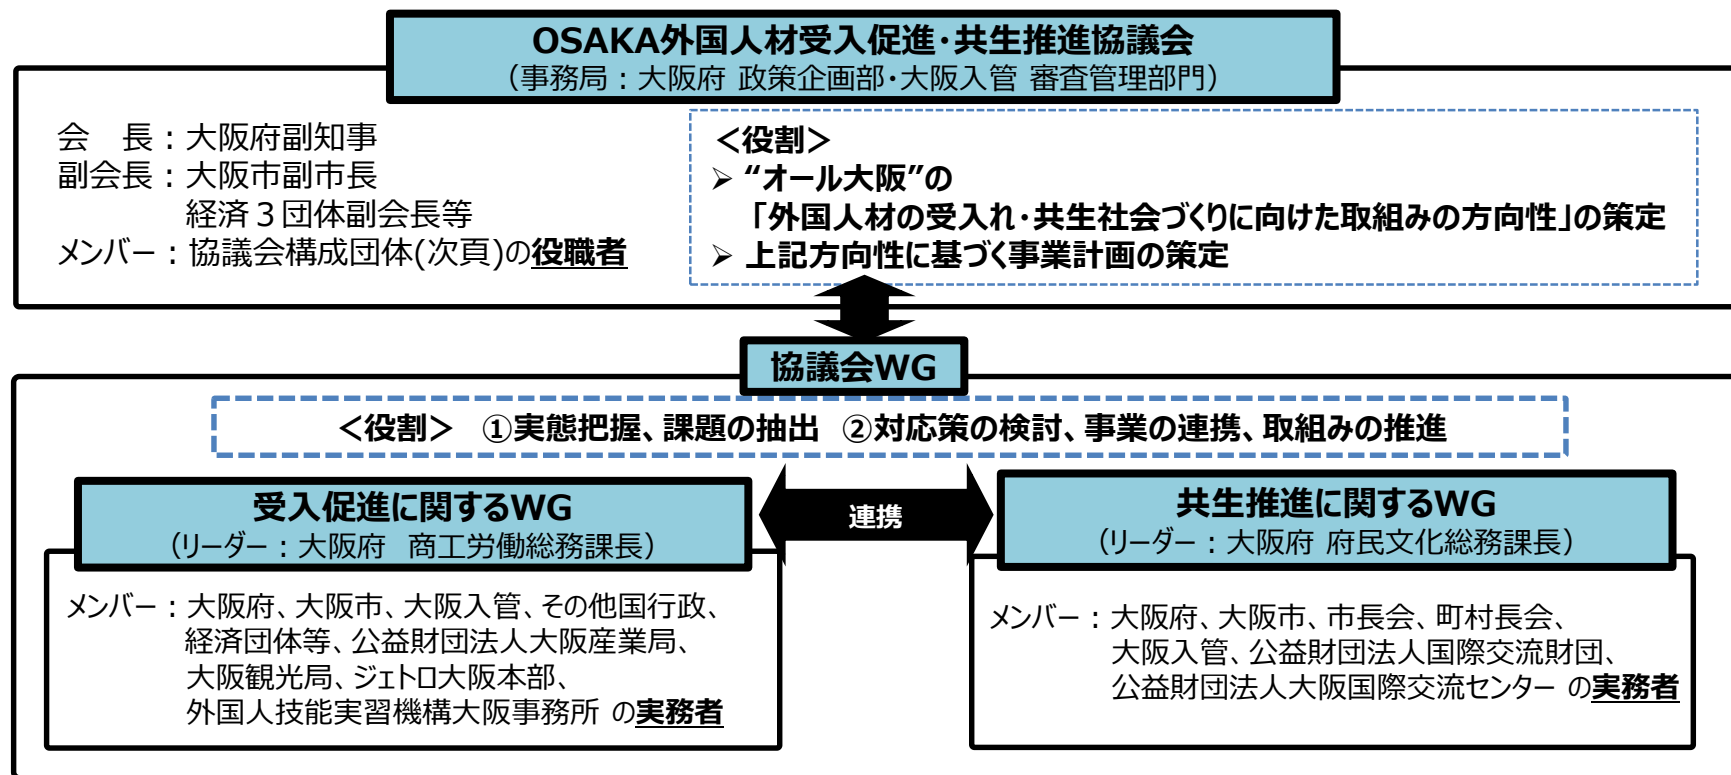 OSAKA外国人材受入促進・共生推進協議会
（事務局：大阪府 政策企画部・大阪入管 審査管理部門）
会　長：大阪府副知事
副会長：大阪市副市長
経済３団体副会長等
メンバー：協議会構成団体(次頁)の役職者
＜役割＞
➢ “オール大阪”の
「外国人材の受入れ・共生社会づくりに向けた取組みの方向性」の策定
➢ 上記方向性に基づく事業計画の策定
協議会WG
＜役割＞　①実態把握、課題の抽出　②対応策の検討、事業の連携、取組みの推進
受入促進に関するWG
（リーダー：大阪府　商工労働総務課長）
メンバー：大阪府、大阪市、大阪入管、その他国行政、
経済団体等、公益財団法人大阪産業局、
大阪観光局、ジェトロ大阪本部、
外国人技能実習機構大阪事務所 の実務者
連携
共生推進に関するWG
（リーダー：大阪府 府民文化総務課長）
メンバー：大阪府、大阪市、市長会、町村長会、
大阪入管、公益財団法人国際交流財団、
公益財団法人大阪国際交流センター の実務者